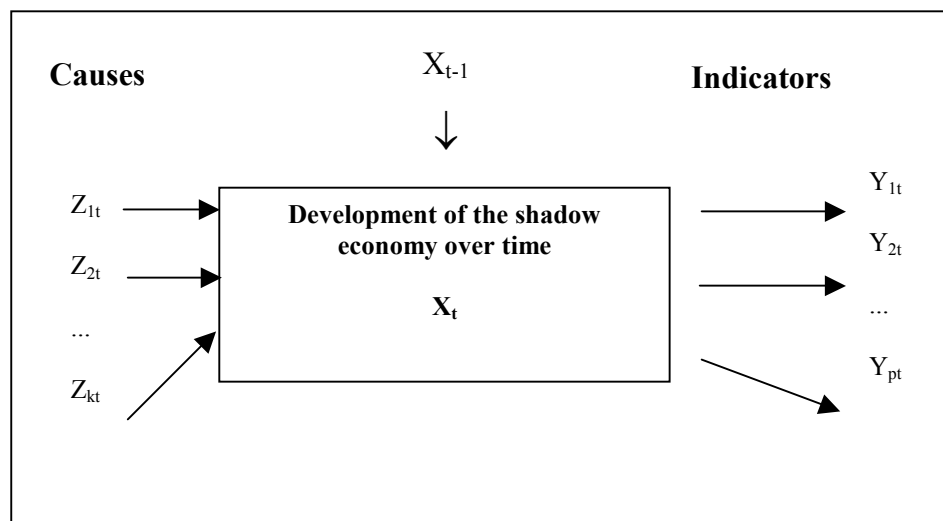 Causes
X_{t-1}
Indicators
Z_{1t}
Z_{2t}
...
Z_{kt}
Development of the shadow
economy over time
X_t
Y_{1t}
Y_{2t}
...
Y_{pt}